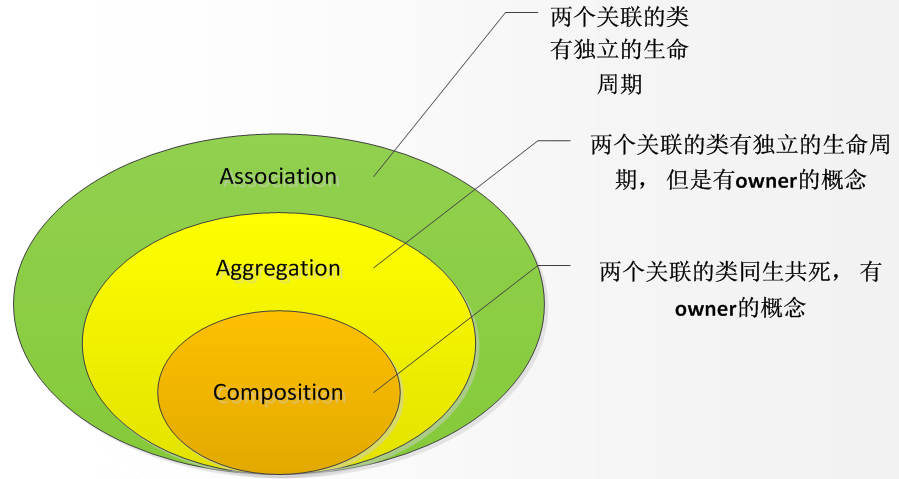 两个关联的类
有独立的生命
周期
Association
两个关联的类有独立的生命周
期， 但是有owner的概念
Aggregation
两个关联的类同生共死， 有
owner的概念
Composition